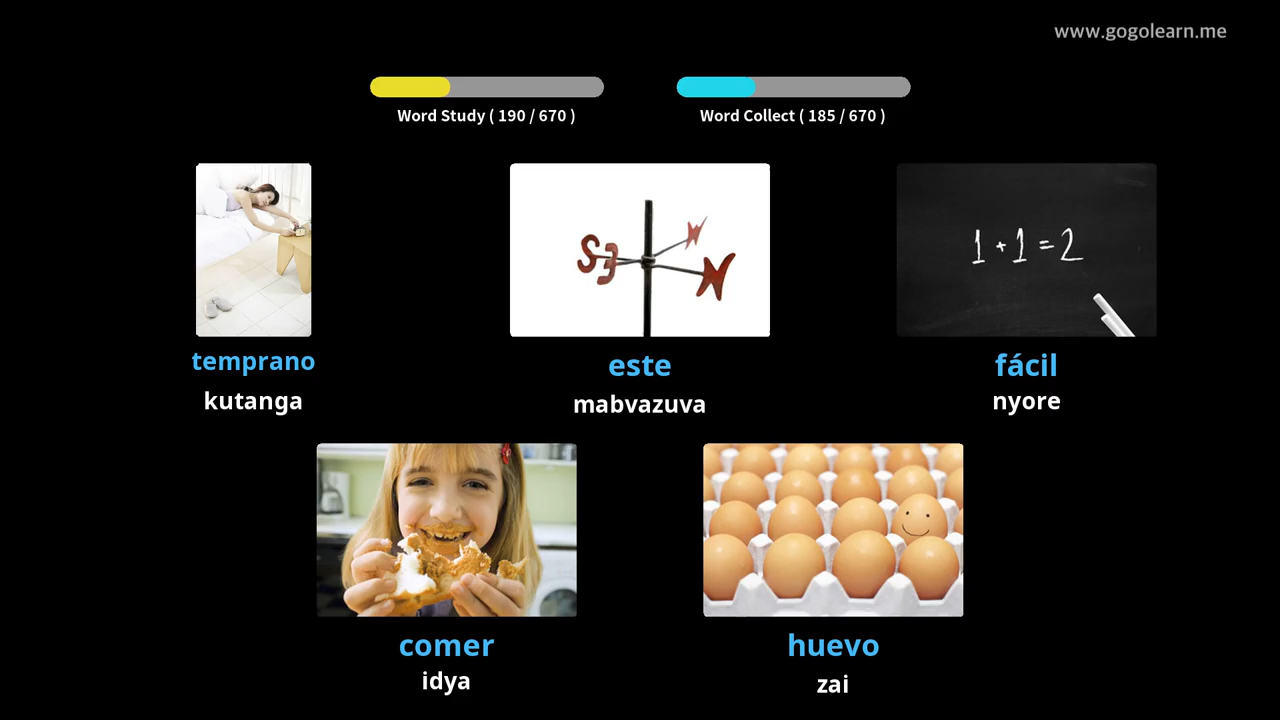 www.gogolearn.me
Word Study ( 190 / 670 )
Word Collect ( 185 / 670 )
S E N N
1 + 1 = 2
temprano
este
fácil
kutanga
mabvazuva
nyore
comer
huevo
idya
zai